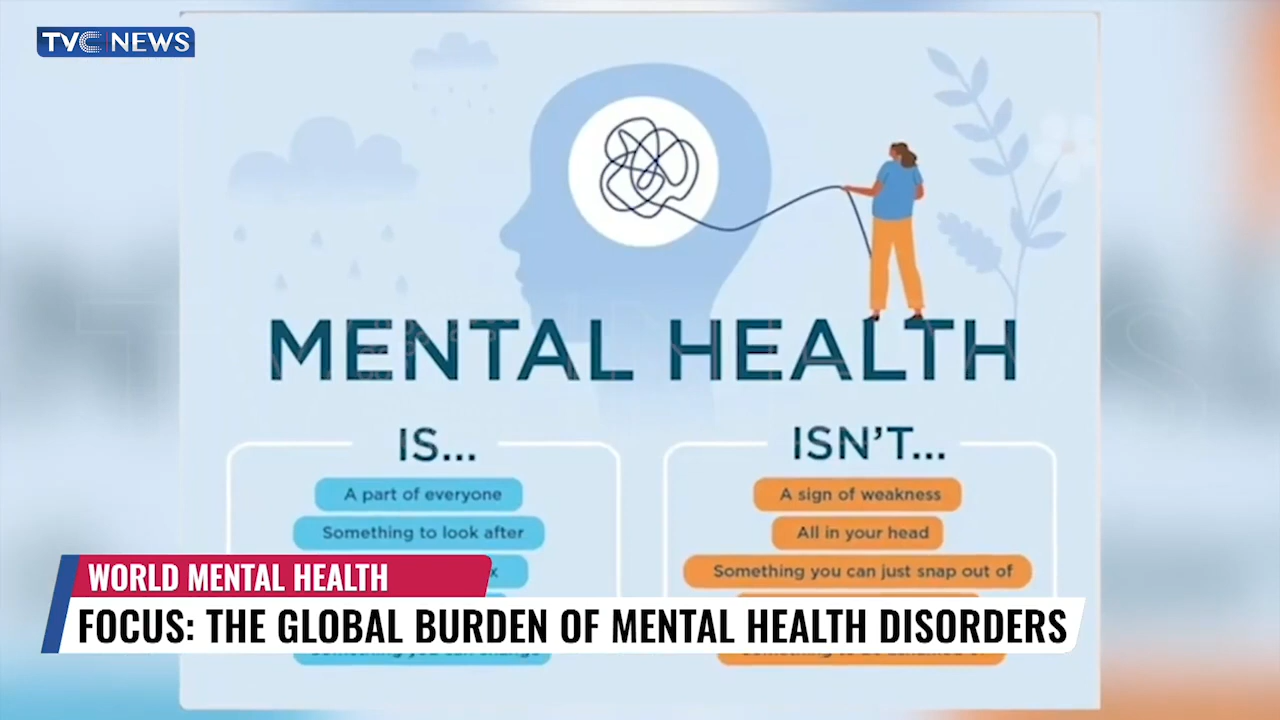 TVC NEWS
MENTAL HEALTH
IS...
ISN'T...
A part of everyone
A sign of weakness
Something to look after
All in your head
Something you can just snap out of
WORLD MENTAL HEALTH
FOCUS: THE GLOBAL BURDEN OF MENTAL HEALTH DISORDERS